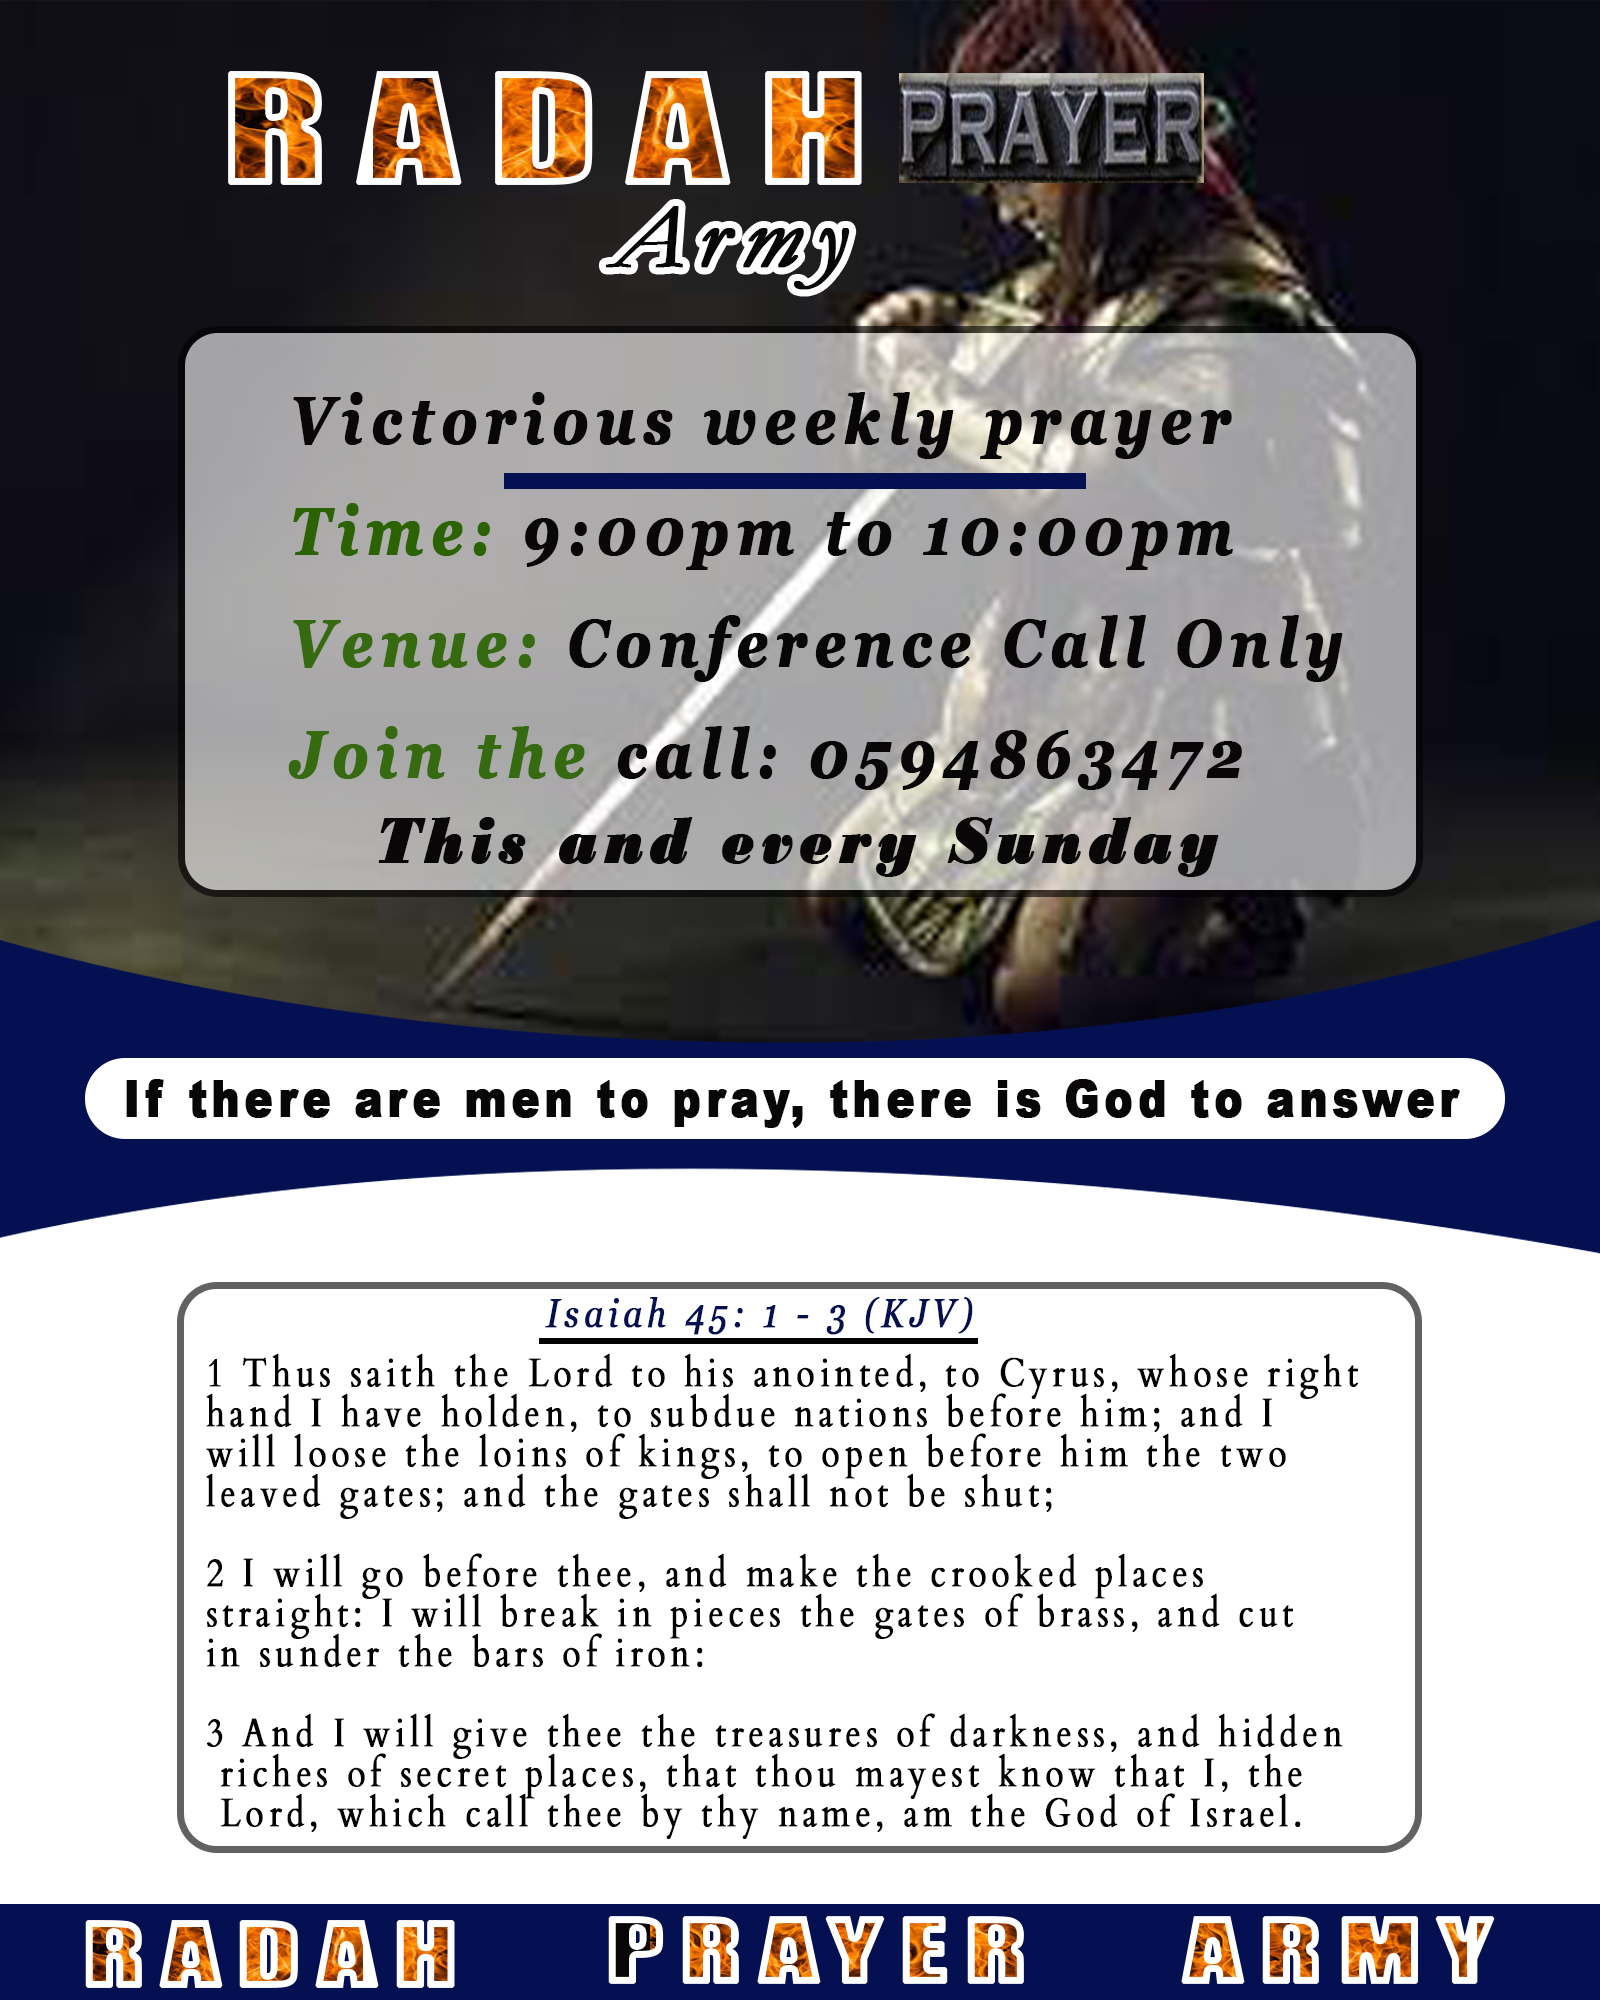 RADAH PRAYER
Army
Victorious weekly prayer
Time: 9:00pm to 10:00pm
Venue: Conference Call Only
Join the call: 0594863472
This and every Sunday
If there are men to pray, there is God to answer
Isaiah 45: 1 - 3 (KJV)
1 Thus saith the Lord to his anointed, to Cyrus, whose right
hand I have holden, to subdue nations before him; and I
will loose the loins of kings, to open before him the two
leaved gates; and the gates shall not be shut;
2 I will go before thee, and make the crooked places
straight: I will break in pieces the gates of brass, and cut
in sunder the bars of iron:
3 And I will give thee the treasures of darkness, and hidden
riches of secret places, that thou mayest know that I, the
Lord, which call thee by thy name, am the God of Israel.
RADAH PRAYER ARMY